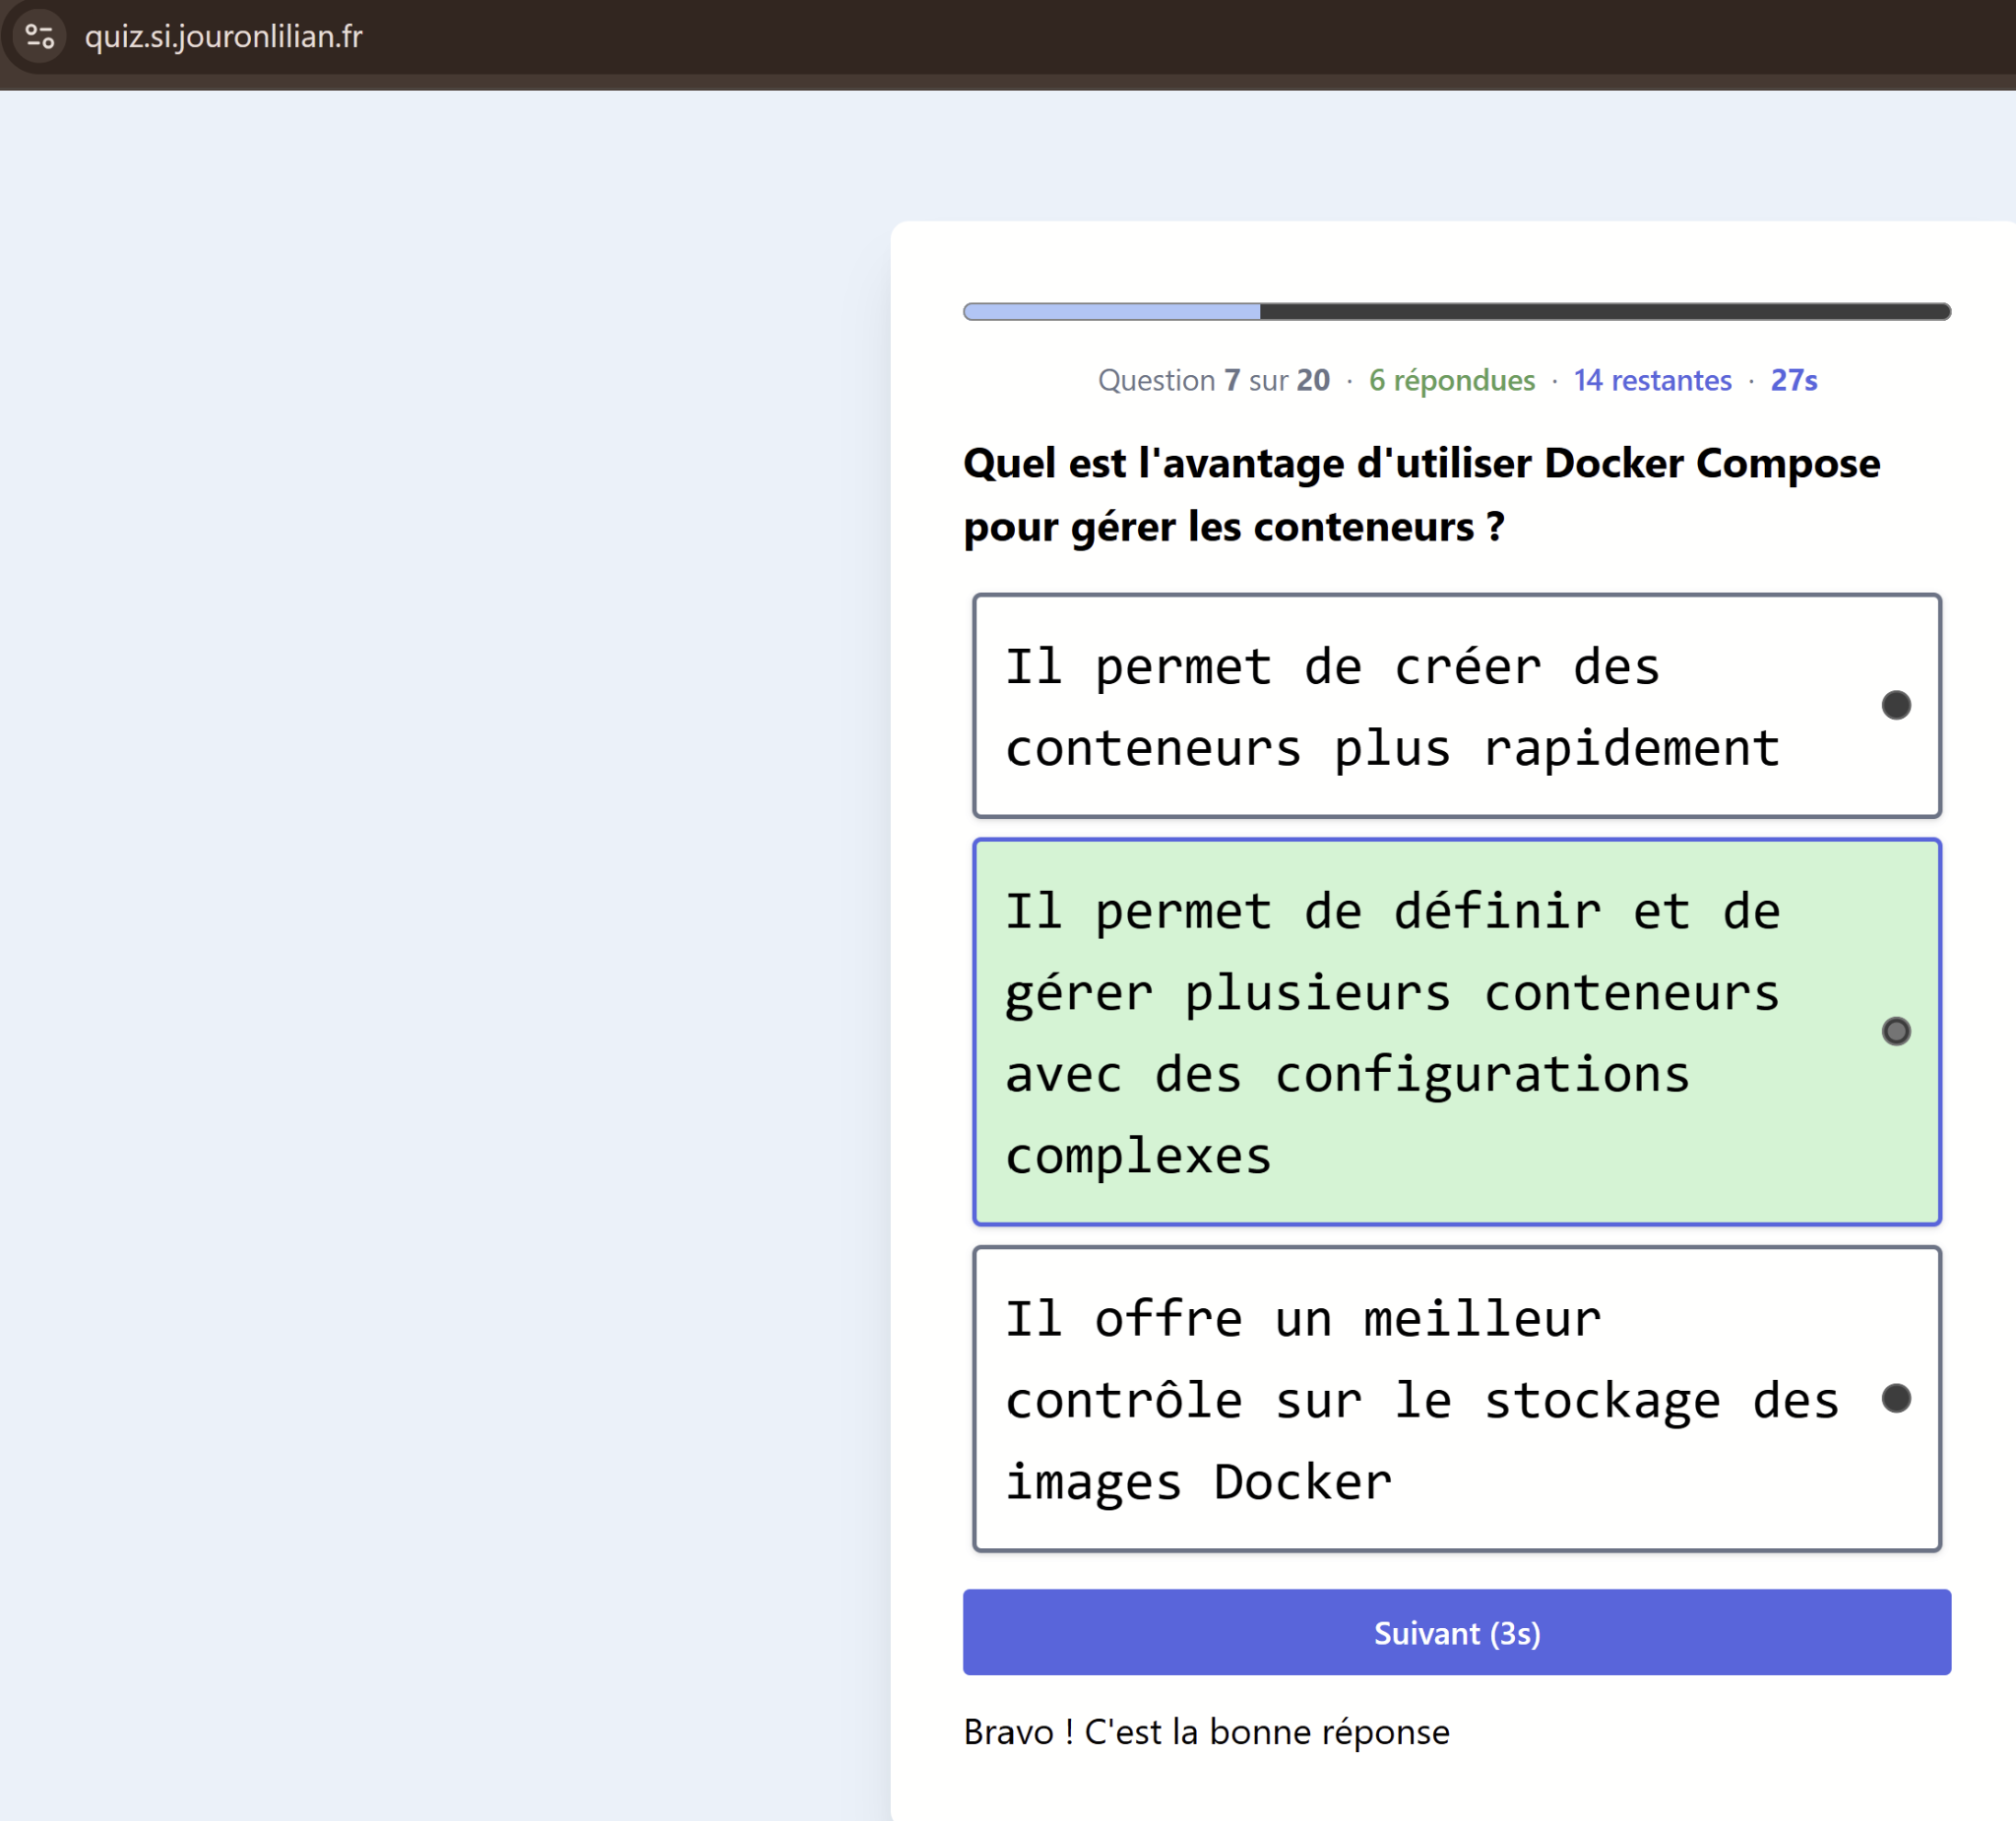 quiz.si.jouronlilian.fr
Question 7 sur 20 · 6 répondues · 14 restantes · 27s
Quel est l'avantage d'utiliser Docker Compose
pour gérer les conteneurs ?
Il permet de créer des
conteneurs plus rapidement
Il permet de définir et de
gérer plusieurs conteneurs
avec des configurations
complexes
Il offre un meilleur
contrôle sur le stockage des
images Docker
Suivant (3s)
Bravo ! C'est la bonne réponse